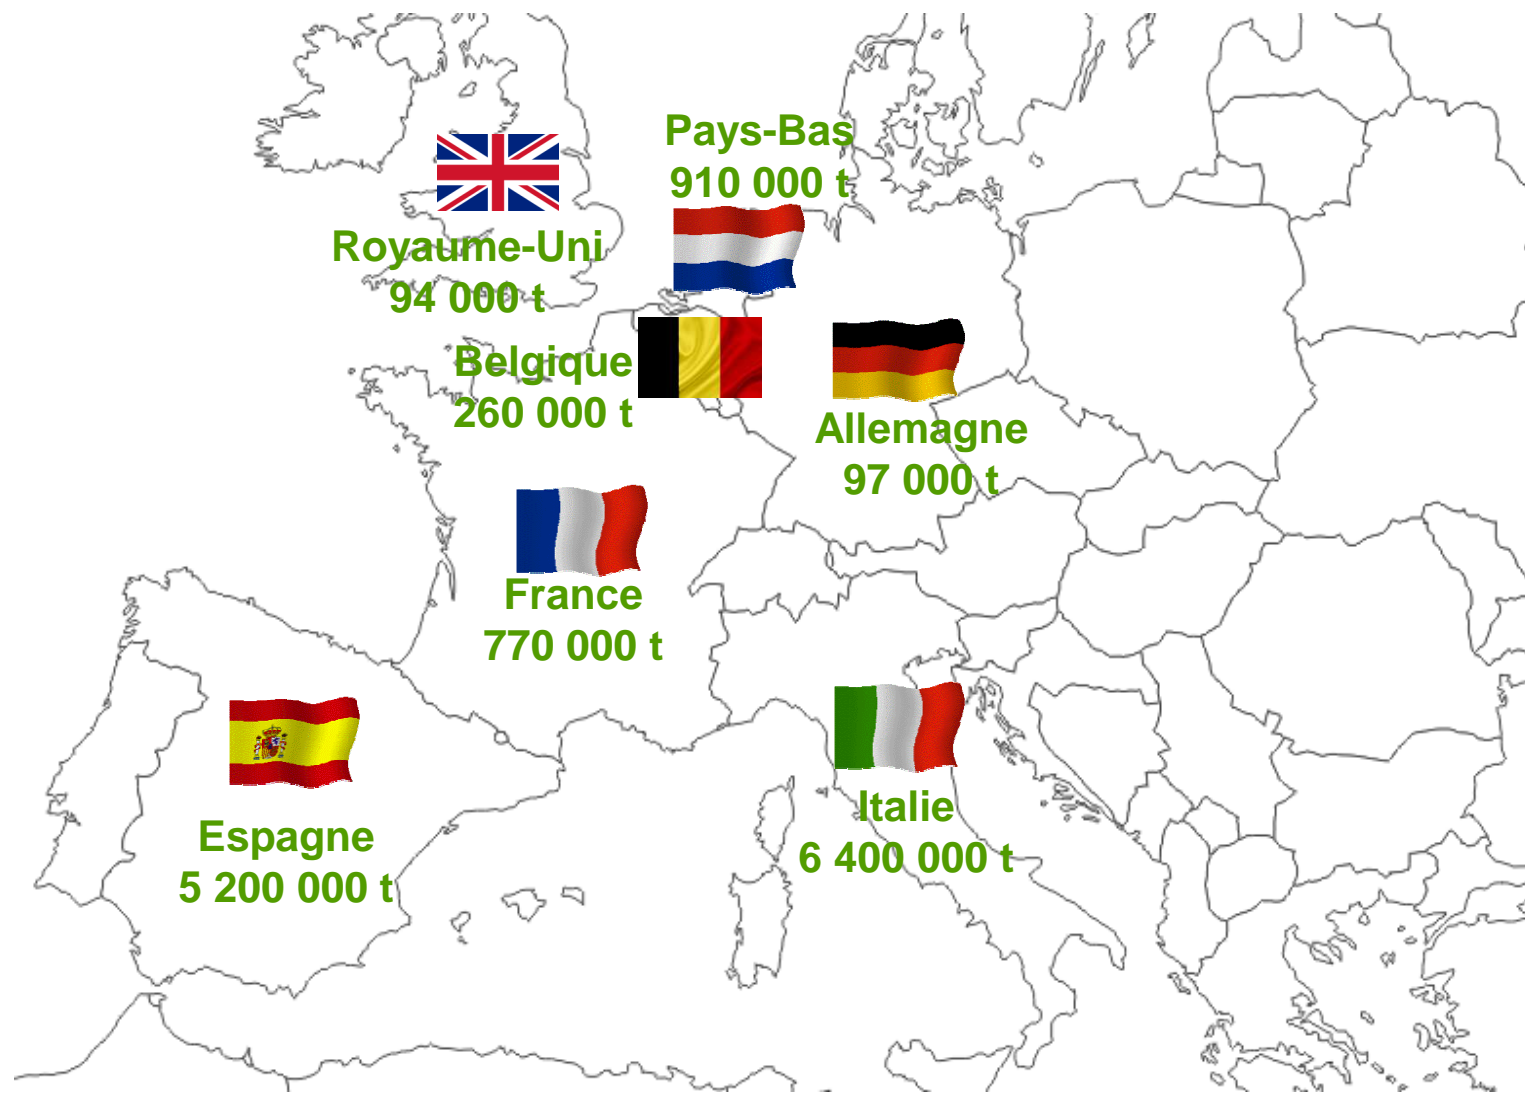 Pays-Bas
910 000 t
Royaume-Uni
94 000 t
Belgique
260 000 t
Allemagne
97 000 t
France
770 000 t
Espagne
5 200 000 t
Italie
6 400 000 t